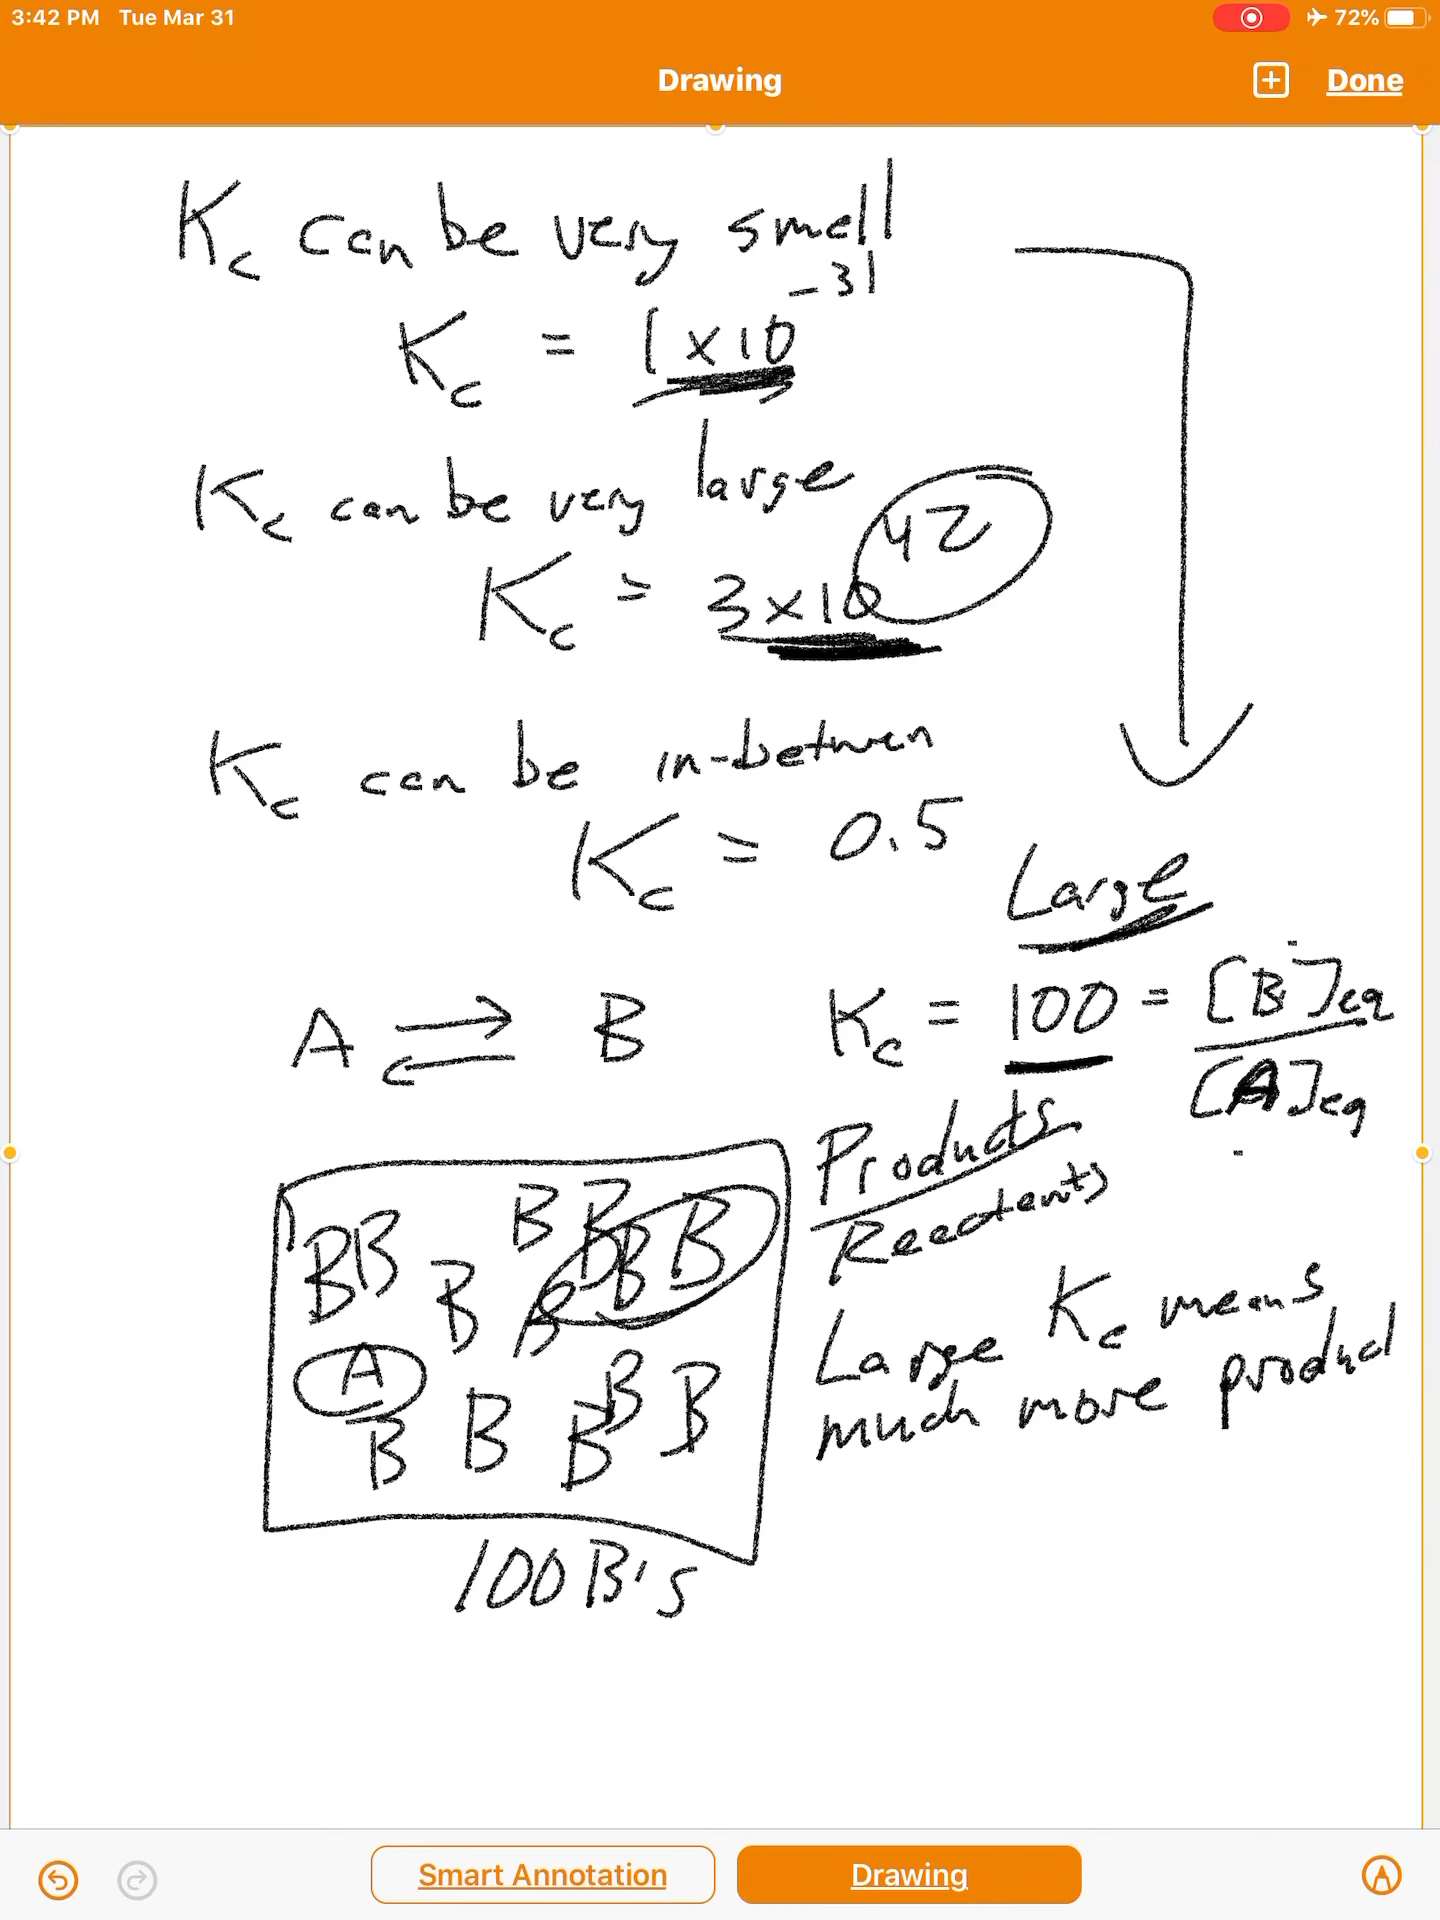 3:42 PM Tue Mar 31
72%
Drawing
Done
Kc can be very small
Kc = 1 x10^-31
Kc can be very large
Kc = 3x10^42
Kc can be in-between
Kc = 0.5
Large
A ⇌ B Kc = 100 = [B]eq / [A]eq
Products
Reactants
B B B B B B B B
A
B B B B B
Large Kc means
much more product
100 B's
Smart Annotation
Drawing